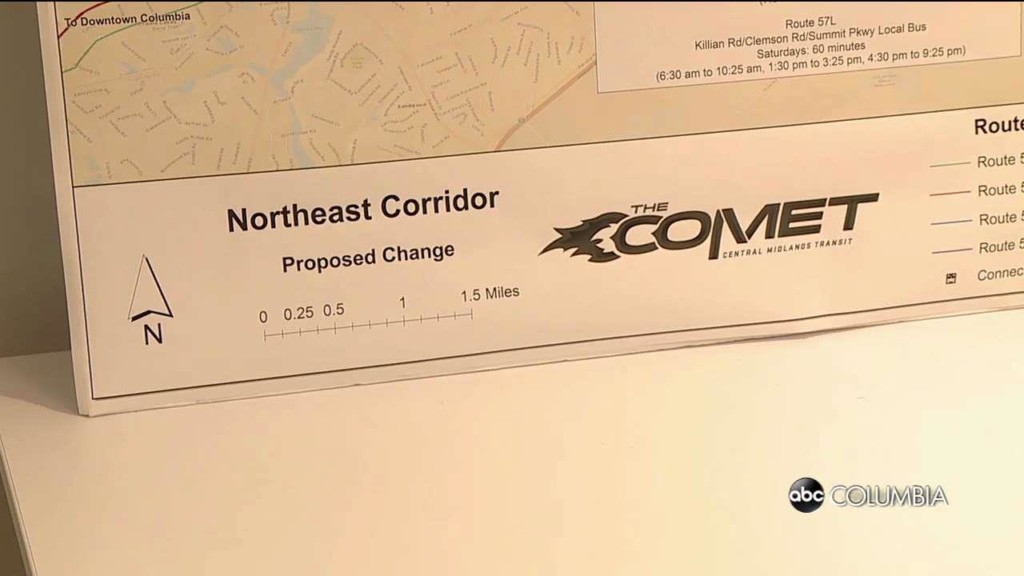 To Downtown Columbia
Route 57L
Killian Rd/Clemson Rd/Summit Pkwy Local Bus
Saturdays: 60 minutes
(6:30 am to 10:25 am, 1:30 pm to 3:25 pm, 4:30 pm to 9:25 pm)
Northeast Corridor
Proposed Change
0 0.25 0.5 1 1.5 Miles
N
THE
COMET
CENTRAL MIDLANDS TRANSIT
Route
Route 5
Route 5
Route 5
Route 5
Connec
abc COLUMBIA